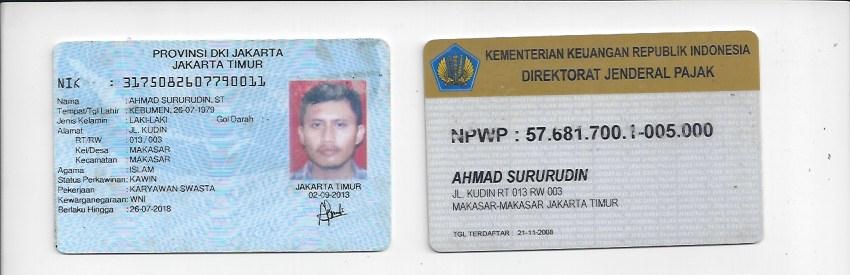 PROVINSI DKI JAKARTA
JAKARTA TIMUR
NIK : 3175082607790011
Nama : AHMAD SURURUDIN, ST
Tempat/Tgl Lahir : KEBUMEN, 26-07-1979
Jenis Kelamin : LAKI-LAKI Gol Darah : -
Alamat : JL. KUDIN
RT/RW : 013 / 003
Kel/Desa : MAKASAR
Kecamatan : MAKASAR
Agama : ISLAM
Status Perkawinan: KAWIN
Pekerjaan : KARYAWAN SWASTA
Kewarganegaraan: WNI
Berlaku Hingga : 26-07-2018
JAKARTA TIMUR
02-09-2013
KEMENTERIAN KEUANGAN REPUBLIK INDONESIA
DIREKTORAT JENDERAL PAJAK
NPWP : 57.681.700.1-005.000
AHMAD SURURUDIN
JL. KUDIN RT 013 RW 003
MAKASAR-MAKASAR JAKARTA TIMUR
TGL TERDAFTAR : 21-11-2008